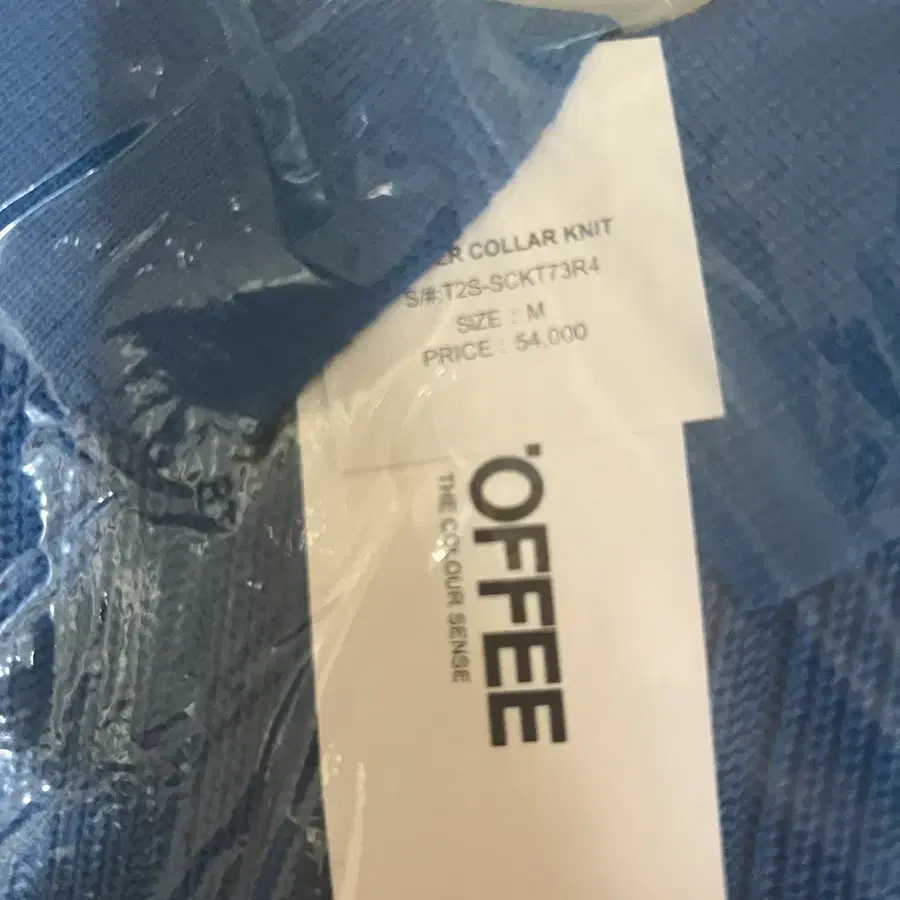 COLLAR KNIT
S/#:T2S-SCKT73R4
SIZE : M
PRICE : 54,000
'OFFEE
THE COLOUR SENSE